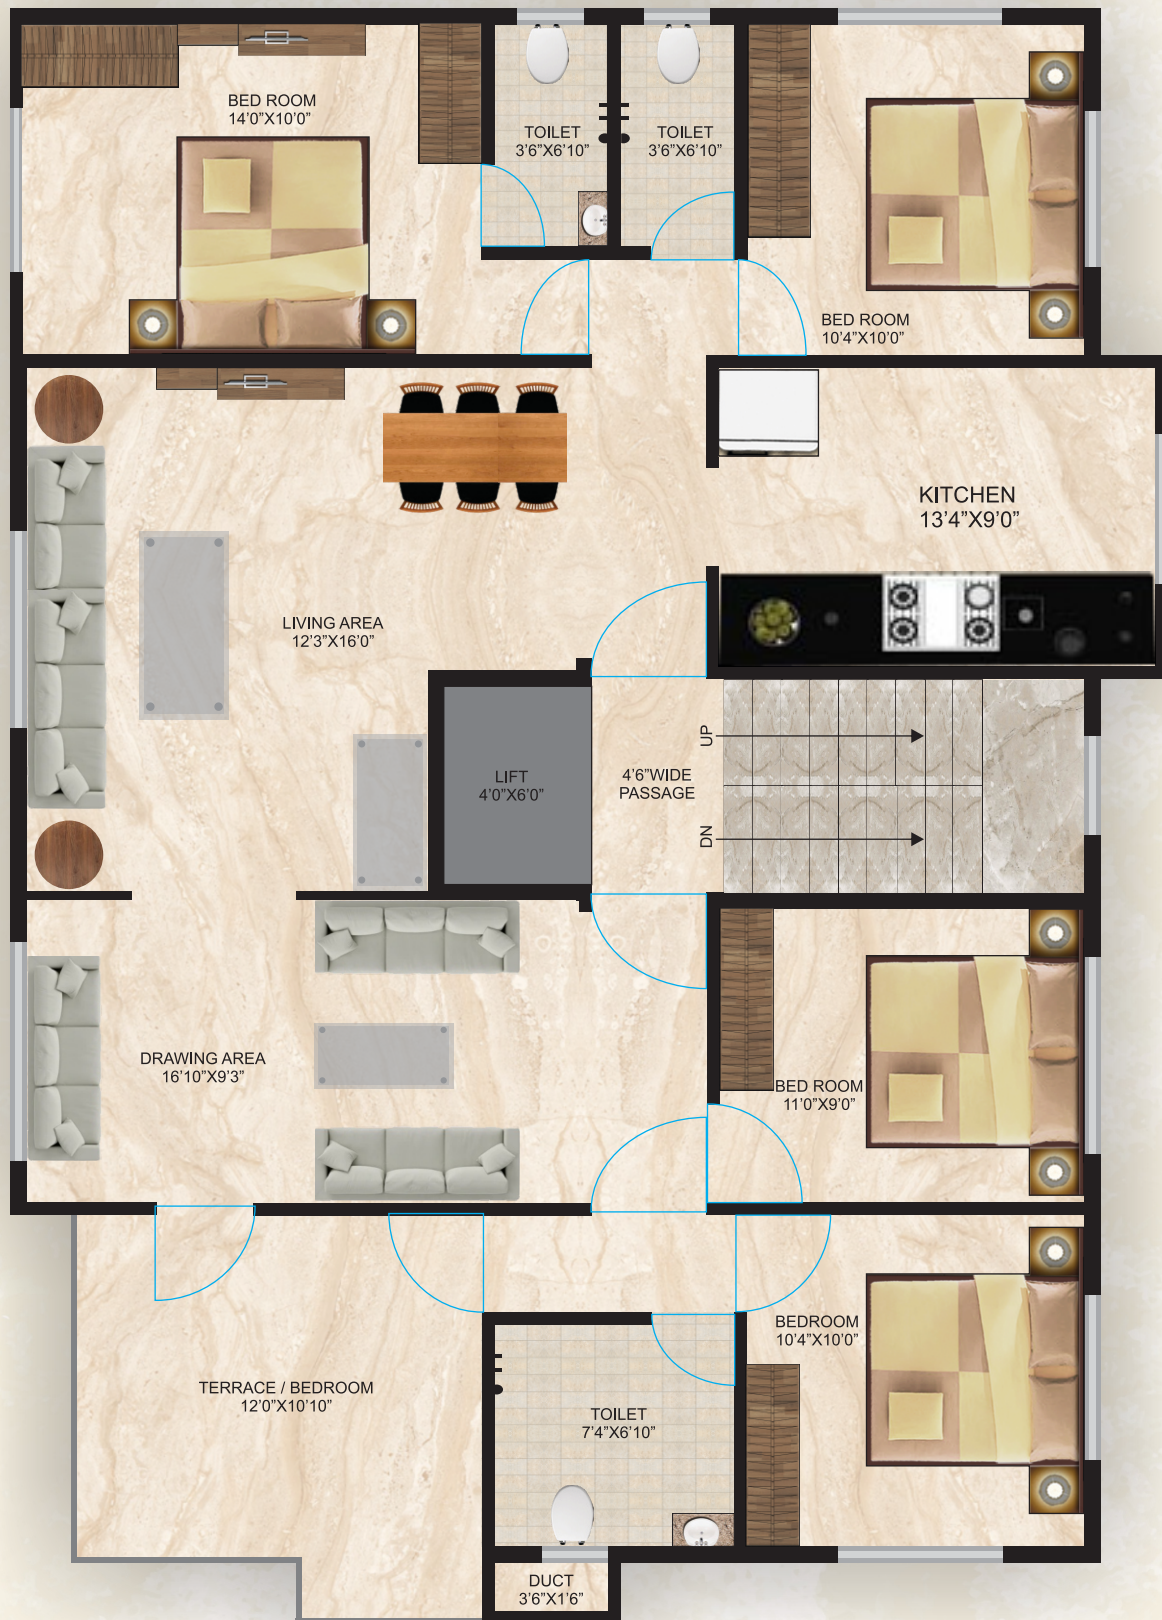 BED ROOM
14'0"X10'0"
TOILET
3'6"X6'10"
TOILET
3'6"X6'10"
BED ROOM
10'4"X10'0"
KITCHEN
13'4"X9'0"
LIVING AREA
12'3"X16'0"
LIFT
4'0"X6'0"
4'6"WIDE
PASSAGE
UP
DN
DRAWING AREA
16'10"X9'3"
BED ROOM
11'0"X9'0"
BEDROOM
10'4"X10'0"
TERRACE / BEDROOM
12'0"X10'10"
TOILET
7'4"X6'10"
DUCT
3'6"X1'6"